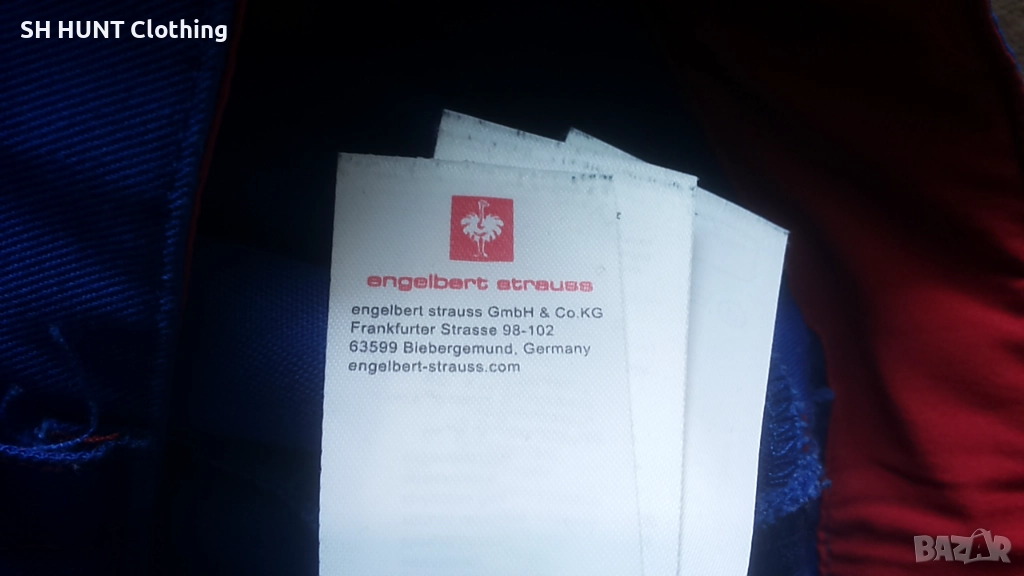 SH HUNT Clothing
engelbert strauss
engelbert strauss GmbH & Co.KG
Frankfurter Strasse 98-102
63599 Biebergemund, Germany
engelbert-strauss.com
BAZAR